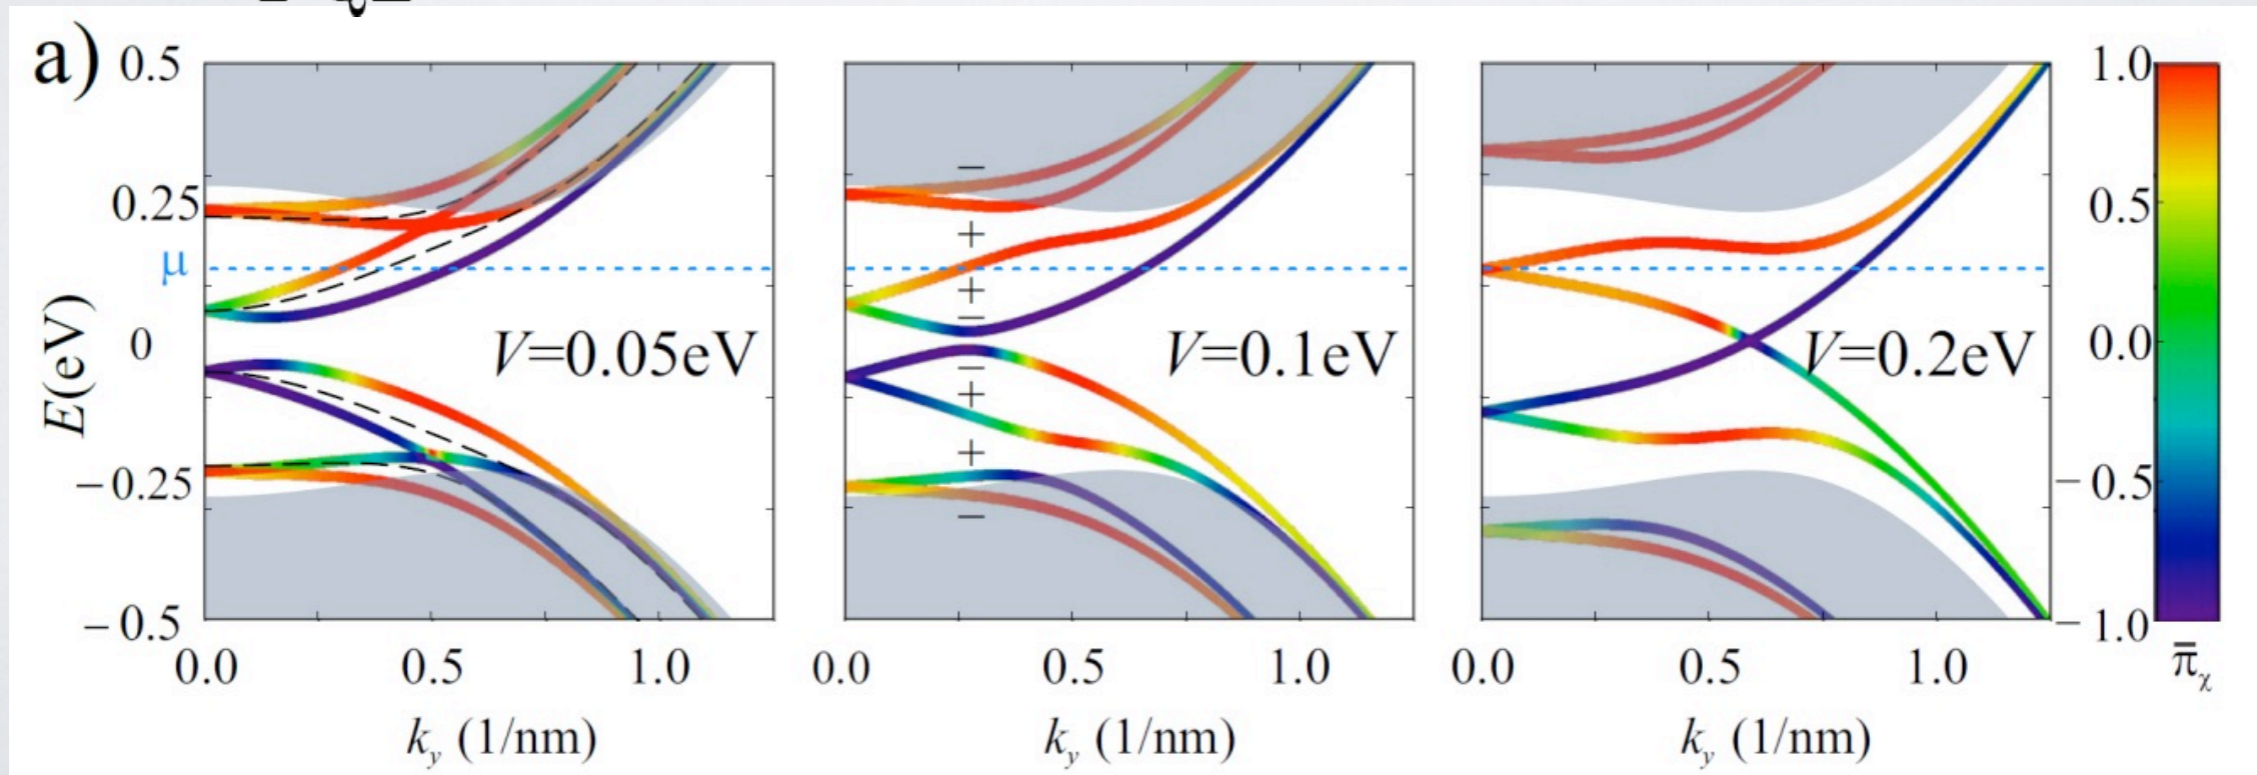 a)
0.5
0.25
μ
0
−0.25
−0.5
E(eV)
V=0.05eV
0.0 0.5 1.0
k_y (1/nm)
−
+
+
−
−
+
+
−
V=0.1eV
0.0 0.5 1.0
k_y (1/nm)
V=0.2eV
0.0 0.5 1.0
k_y (1/nm)
1.0
0.5
0.0
−0.5
−1.0
π̄_χ